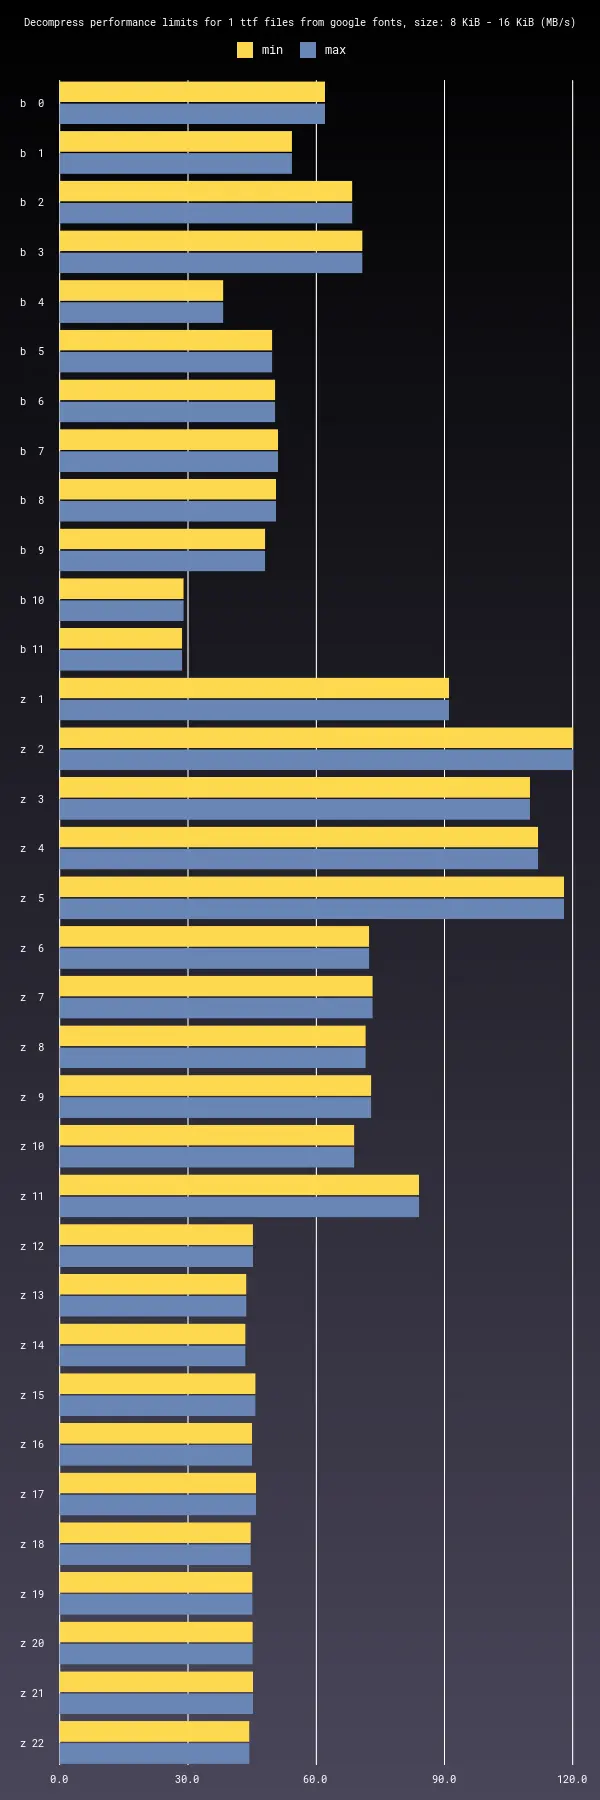 Decompress performance limits for 1 ttf files from google fonts, size: 8 KiB - 16 KiB (MB/s)
min max
b 0
b 1
b 2
b 3
b 4
b 5
b 6
b 7
b 8
b 9
b 10
b 11
z 1
z 2
z 3
z 4
z 5
z 6
z 7
z 8
z 9
z 10
z 11
z 12
z 13
z 14
z 15
z 16
z 17
z 18
z 19
z 20
z 21
z 22
0.0 30.0 60.0 90.0 120.0